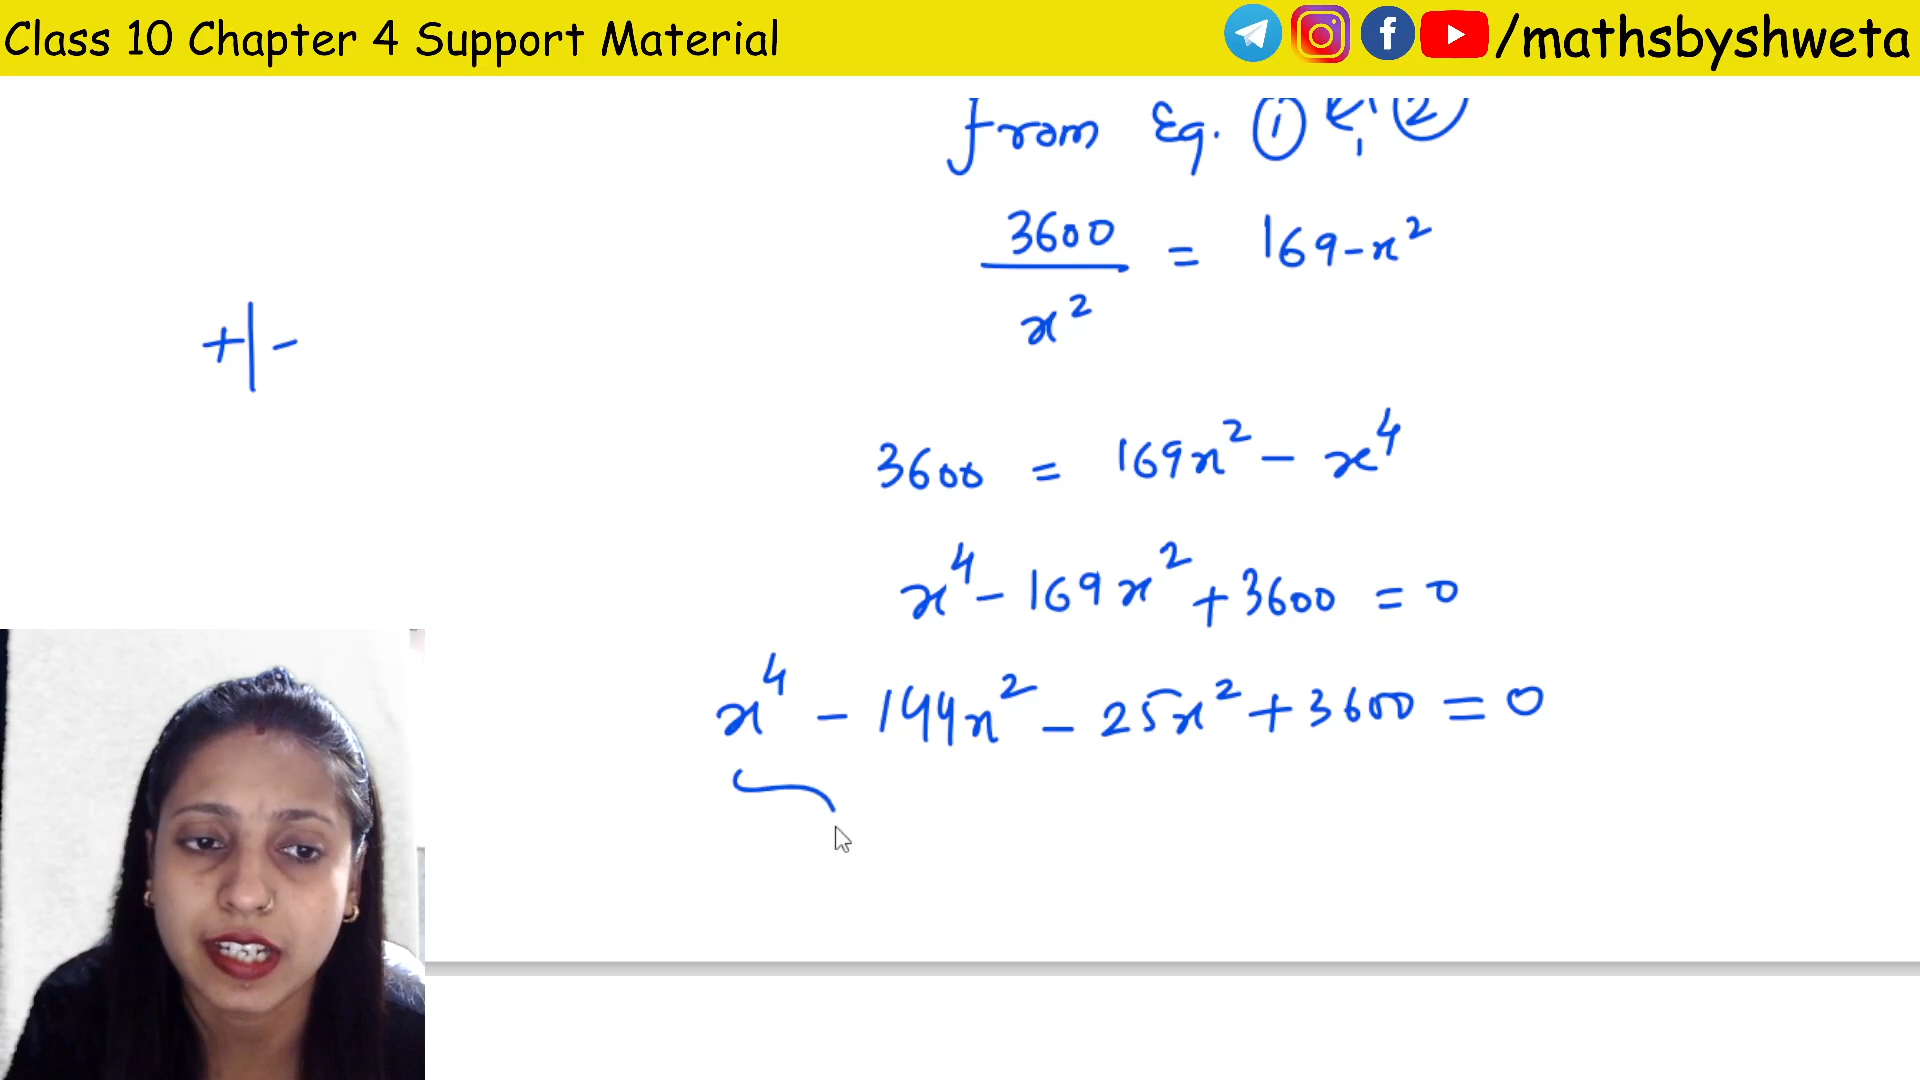 Class 10 Chapter 4 Support Material
/mathsbyshweta
from Eq. ① & ②
3600 / x² = 169-x²
+|-
3600 = 169x² - x⁴
x⁴ - 169x² + 3600 = 0
x⁴ - 144x² - 25x² + 3600 = 0